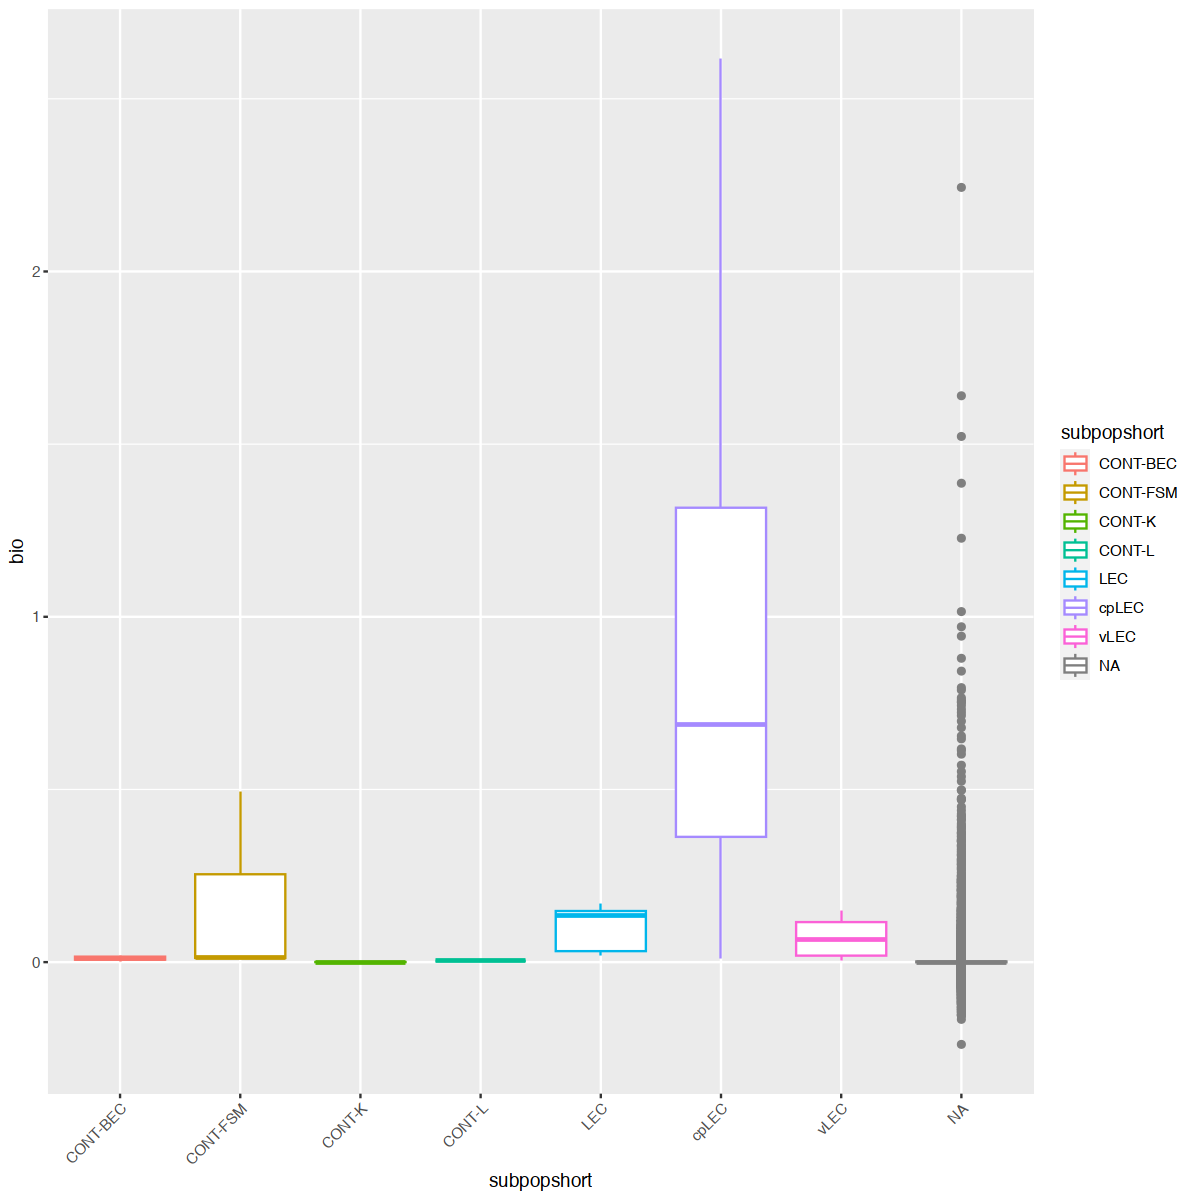 bio
2
1
0
CONT-BEC
CONT-FSM
CONT-K
CONT-L
LEC
cpLEC
vLEC
NA
subpopshort
subpopshort
CONT-BEC
CONT-FSM
CONT-K
CONT-L
LEC
cpLEC
vLEC
NA